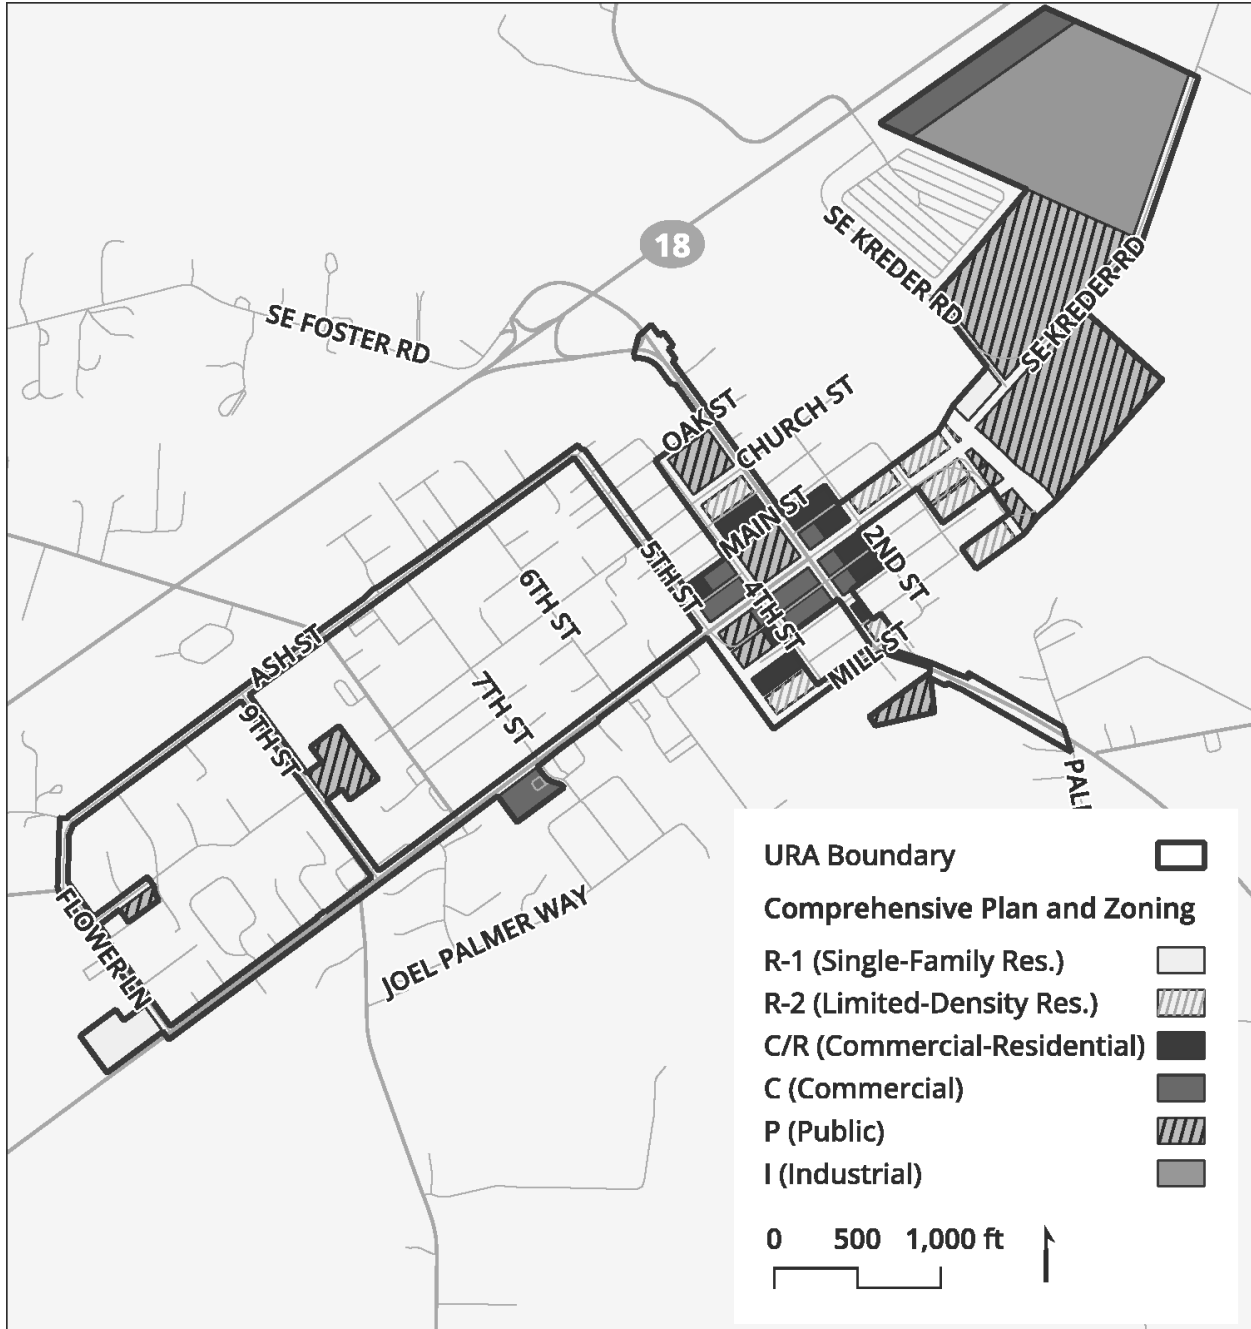 18
SE KREDER RD
SE KREDER RD
SE FOSTER RD
OAK ST
CHURCH ST
MAIN ST
2ND ST
5TH ST
4TH ST
6TH ST
MILL ST
ASH ST
7TH ST
9TH ST
FLOWER LN
JOEL PALMER WAY
PAL
URA Boundary
Comprehensive Plan and Zoning
R-1 (Single-Family Res.)
R-2 (Limited-Density Res.)
C/R (Commercial-Residential)
C (Commercial)
P (Public)
I (Industrial)
0 500 1,000 ft